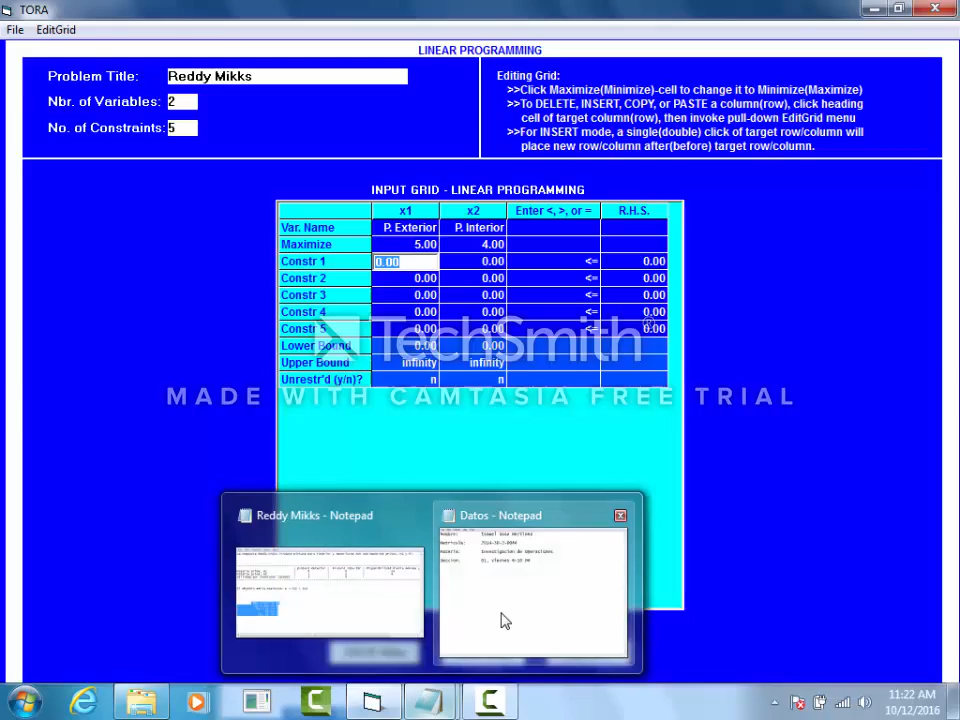 TORA
File EditGrid
LINEAR PROGRAMMING
Problem Title: Reddy Mikks
Nbr. of Variables: 2
No. of Constraints: 5
Editing Grid:
>>Click Maximize(Minimize)-cell to change it to Minimize(Maximize)
>>To DELETE, INSERT, COPY, or PASTE a column(row), click heading
cell of target column(row), then invoke pull-down EditGrid menu
>>For INSERT mode, a single(double) click of target row/column will
place new row/column after(before) target row/column.
INPUT GRID - LINEAR PROGRAMMING
x1 x2 Enter <, >, or = R.H.S.
Var. Name P. Exterior P. Interior
Maximize 5.00 4.00
Constr 1 0.00 0.00 <= 0.00
Constr 2 0.00 0.00 <= 0.00
Constr 3 0.00 0.00 <= 0.00
Constr 4 0.00 0.00 <= 0.00
Constr 5 0.00 0.00 <= 0.00
Lower Bound 0.00 0.00
Upper Bound infinity infinity
Unrestr'd (y/n)? n n
TechSmith®
MADE WITH CAMTASIA FREE TRIAL
Reddy Mikks - Notepad
Datos - Notepad
11:22 AM
10/12/2016